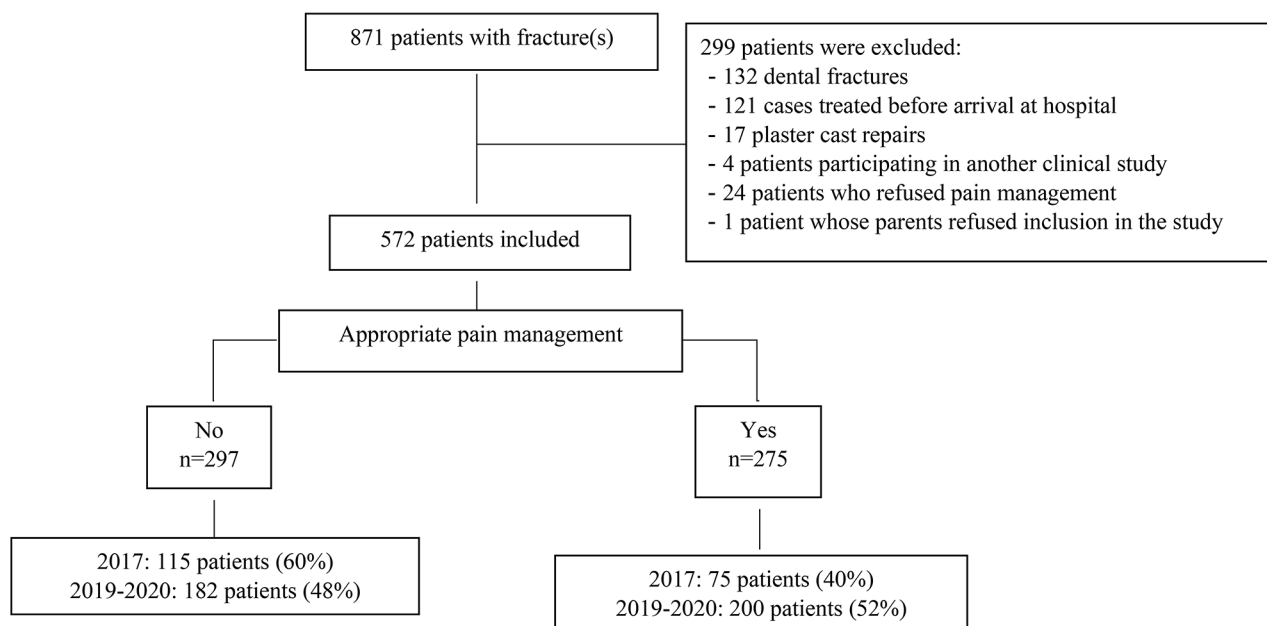 871 patients with fracture(s)
299 patients were excluded:
- 132 dental fractures
- 121 cases treated before arrival at hospital
- 17 plaster cast repairs
- 4 patients participating in another clinical study
- 24 patients who refused pain management
- 1 patient whose parents refused inclusion in the study
572 patients included
Appropriate pain management
No
n=297
Yes
n=275
2017: 115 patients (60%)
2019-2020: 182 patients (48%)
2017: 75 patients (40%)
2019-2020: 200 patients (52%)